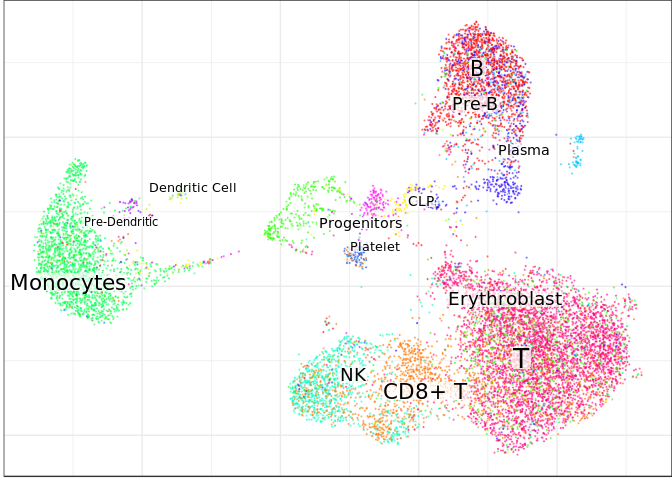 B
Pre-B
Plasma
Dendritic Cell
CLP
Pre-Dendritic
Progenitors
Platelet
Monocytes
Erythroblast
T
NK
CD8+ T